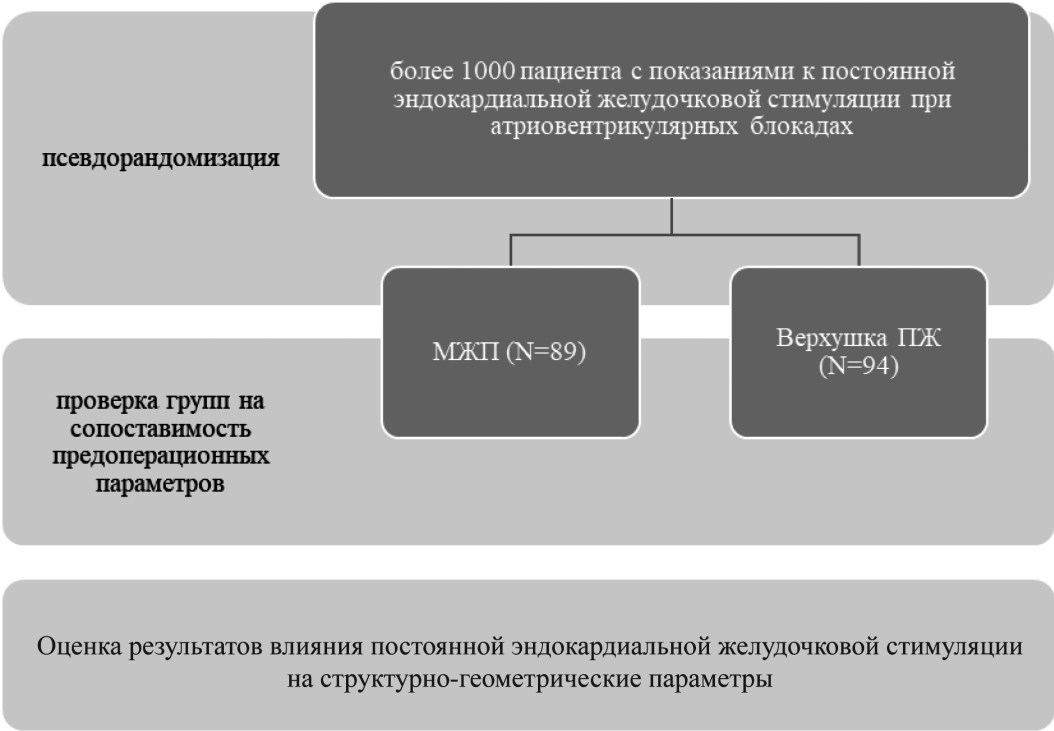 более 1000 пациента с показаниями к постоянной
эндокардиальной желудочковой стимуляции при
атриовентрикулярных блокадах
псевдорандомизация
МЖП (N=89)
Верхушка ПЖ
(N=94)
проверка групп на
сопоставимость
предоперационных
параметров
Оценка результатов влияния постоянной эндокардиальной желудочковой стимуляции
на структурно-геометрические параметры